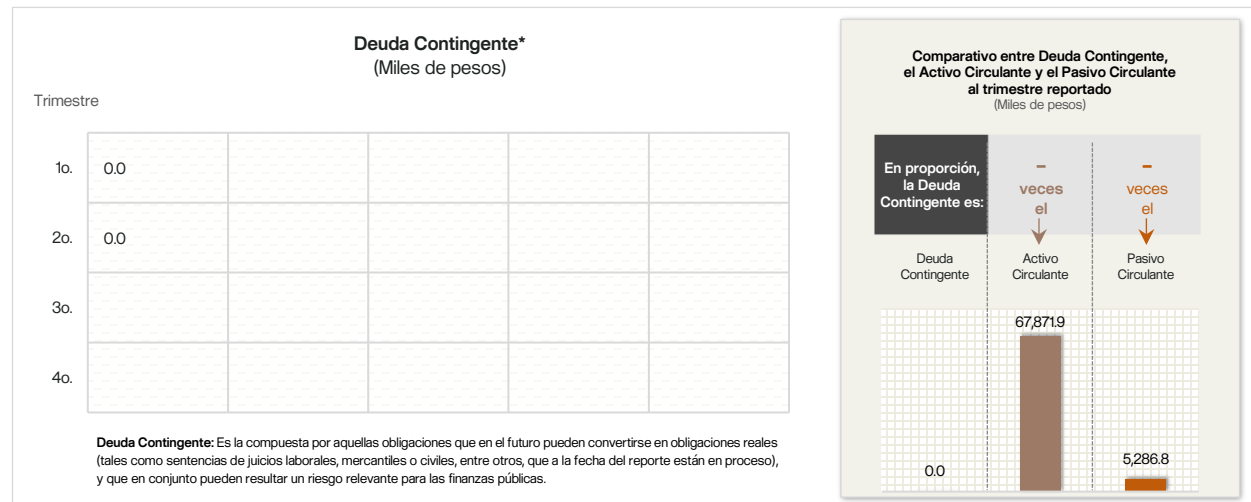 Deuda Contingente*
(Miles de pesos)
Trimestre
1o. 0.0
2o. 0.0
3o.
4o.
Deuda Contingente: Es la compuesta por aquellas obligaciones que en el futuro pueden convertirse en obligaciones reales
(tales como sentencias de juicios laborales, mercantiles o civiles, entre otros, que a la fecha del reporte están en proceso),
y que en conjunto pueden resultar un riesgo relevante para las finanzas públicas.
Comparativo entre Deuda Contingente,
el Activo Circulante y el Pasivo Circulante
al trimestre reportado
(Miles de pesos)
En proporción,
la Deuda
Contingente es:
–
veces
el
–
veces
el
Deuda
Contingente
Activo
Circulante
Pasivo
Circulante
0.0
67,871.9
5,286.8